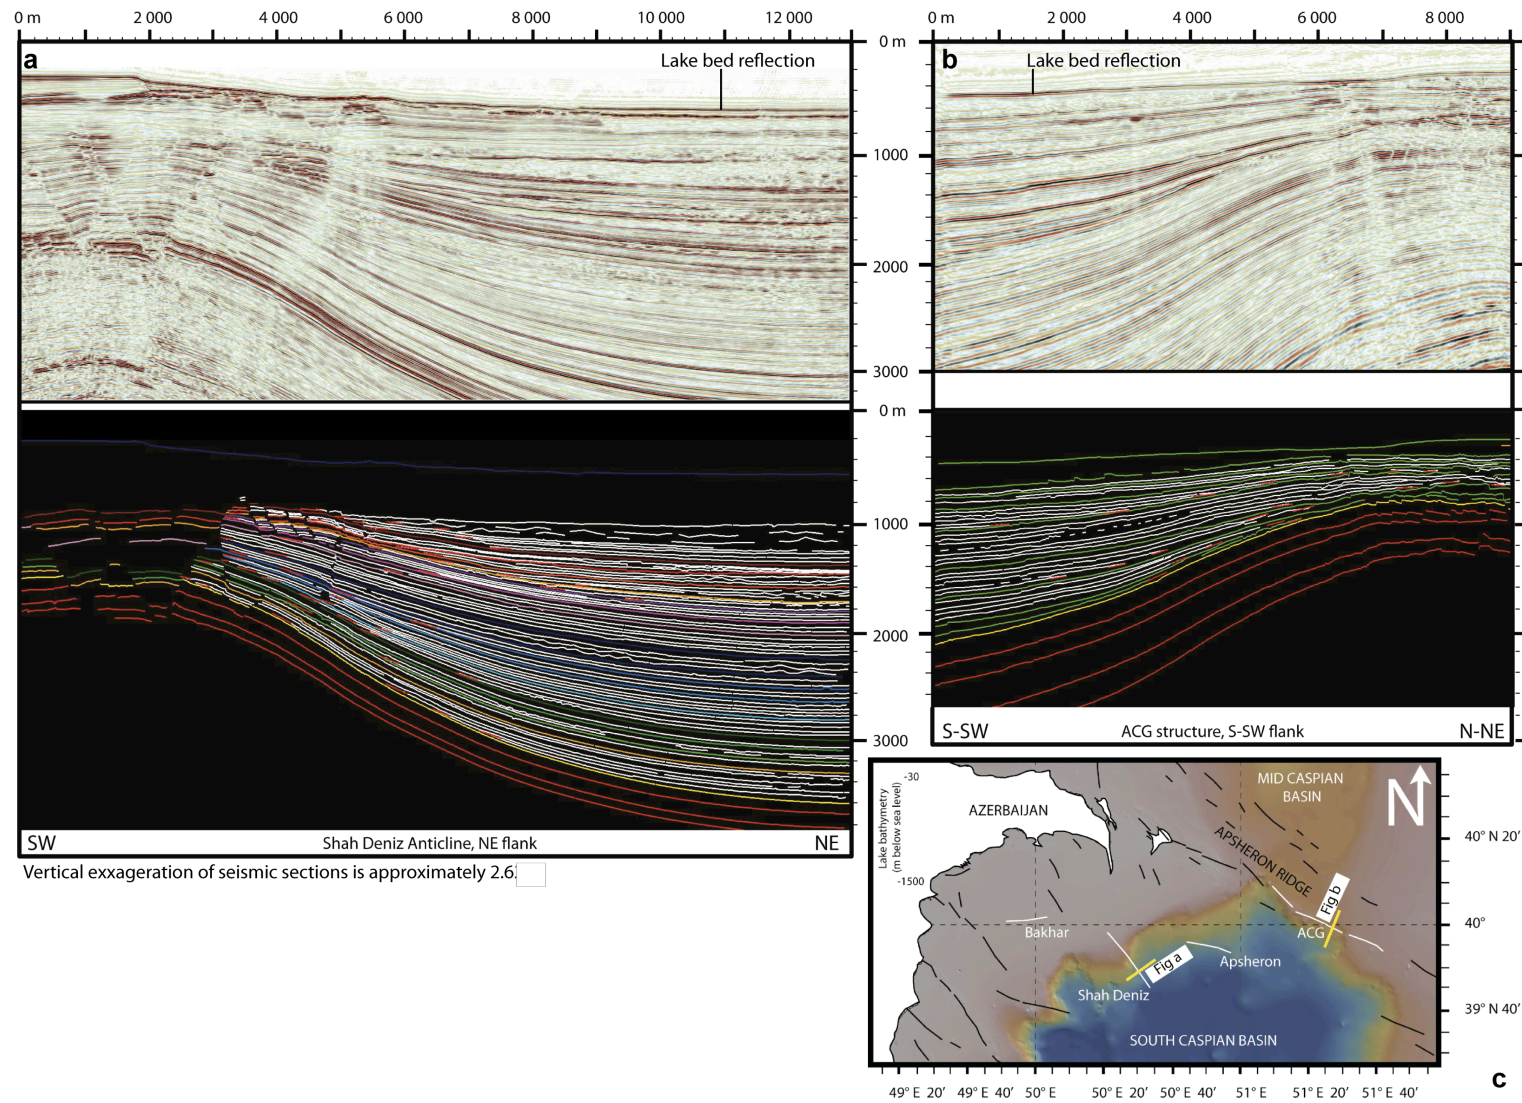 0 m 2 000 4 000 6 000 8 000 10 000 12 000
0 m 2 000 4 000 6 000 8 000
a
Lake bed reflection
0 m
1000
2000
3000
b
Lake bed reflection
0 m
1000
2000
3000
SW
Shah Deniz Anticline, NE flank
NE
S-SW
ACG structure, S-SW flank
N-NE
Vertical exxageration of seismic sections is approximately 2.6
-30
Lake bathymetry
(m below sea level)
-1500
AZERBAIJAN
MID CASPIAN
BASIN
N
APSHERON RIDGE
Fig b
ACG
Bakhar
Fig a
Apsheron
Shah Deniz
SOUTH CASPIAN BASIN
40° N 20'
40°
39° N 40'
49° E 20' 49° E 40' 50° E 50° E 20' 50° E 40' 51° E 51° E 20' 51° E 40'
c